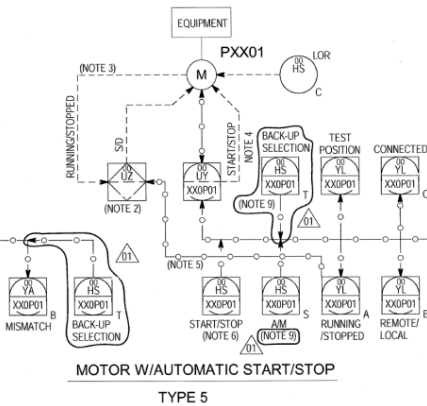 EQUIPMENT
PXX01
M
00
HS
LOR
C
(NOTE 3)
RUNNING/STOPPED
S/D
START/STOP
NOTE 4
BACK-UP
SELECTION
TEST
POSITION
CONNECTED
00
UZ
(NOTE 2)
00
UY
XX0P01
00
HS
XX0P01
T
(NOTE 9)
00
YL
XX0P01
00
YL
XX0P01
C
01
01
(NOTE 5)
00
YA
XX0P01
B
MISMATCH
00
HS
XX0P01
T
BACK-UP
SELECTION
00
HS
XX0P01
START/STOP
(NOTE 6)
00
HS
XX0P01
S
A/M
(NOTE 9)
01
00
YL
XX0P01
A
RUNNING
/STOPPED
00
YL
XX0P01
B
REMOTE/
LOCAL
MOTOR W/AUTOMATIC START/STOP
TYPE 5